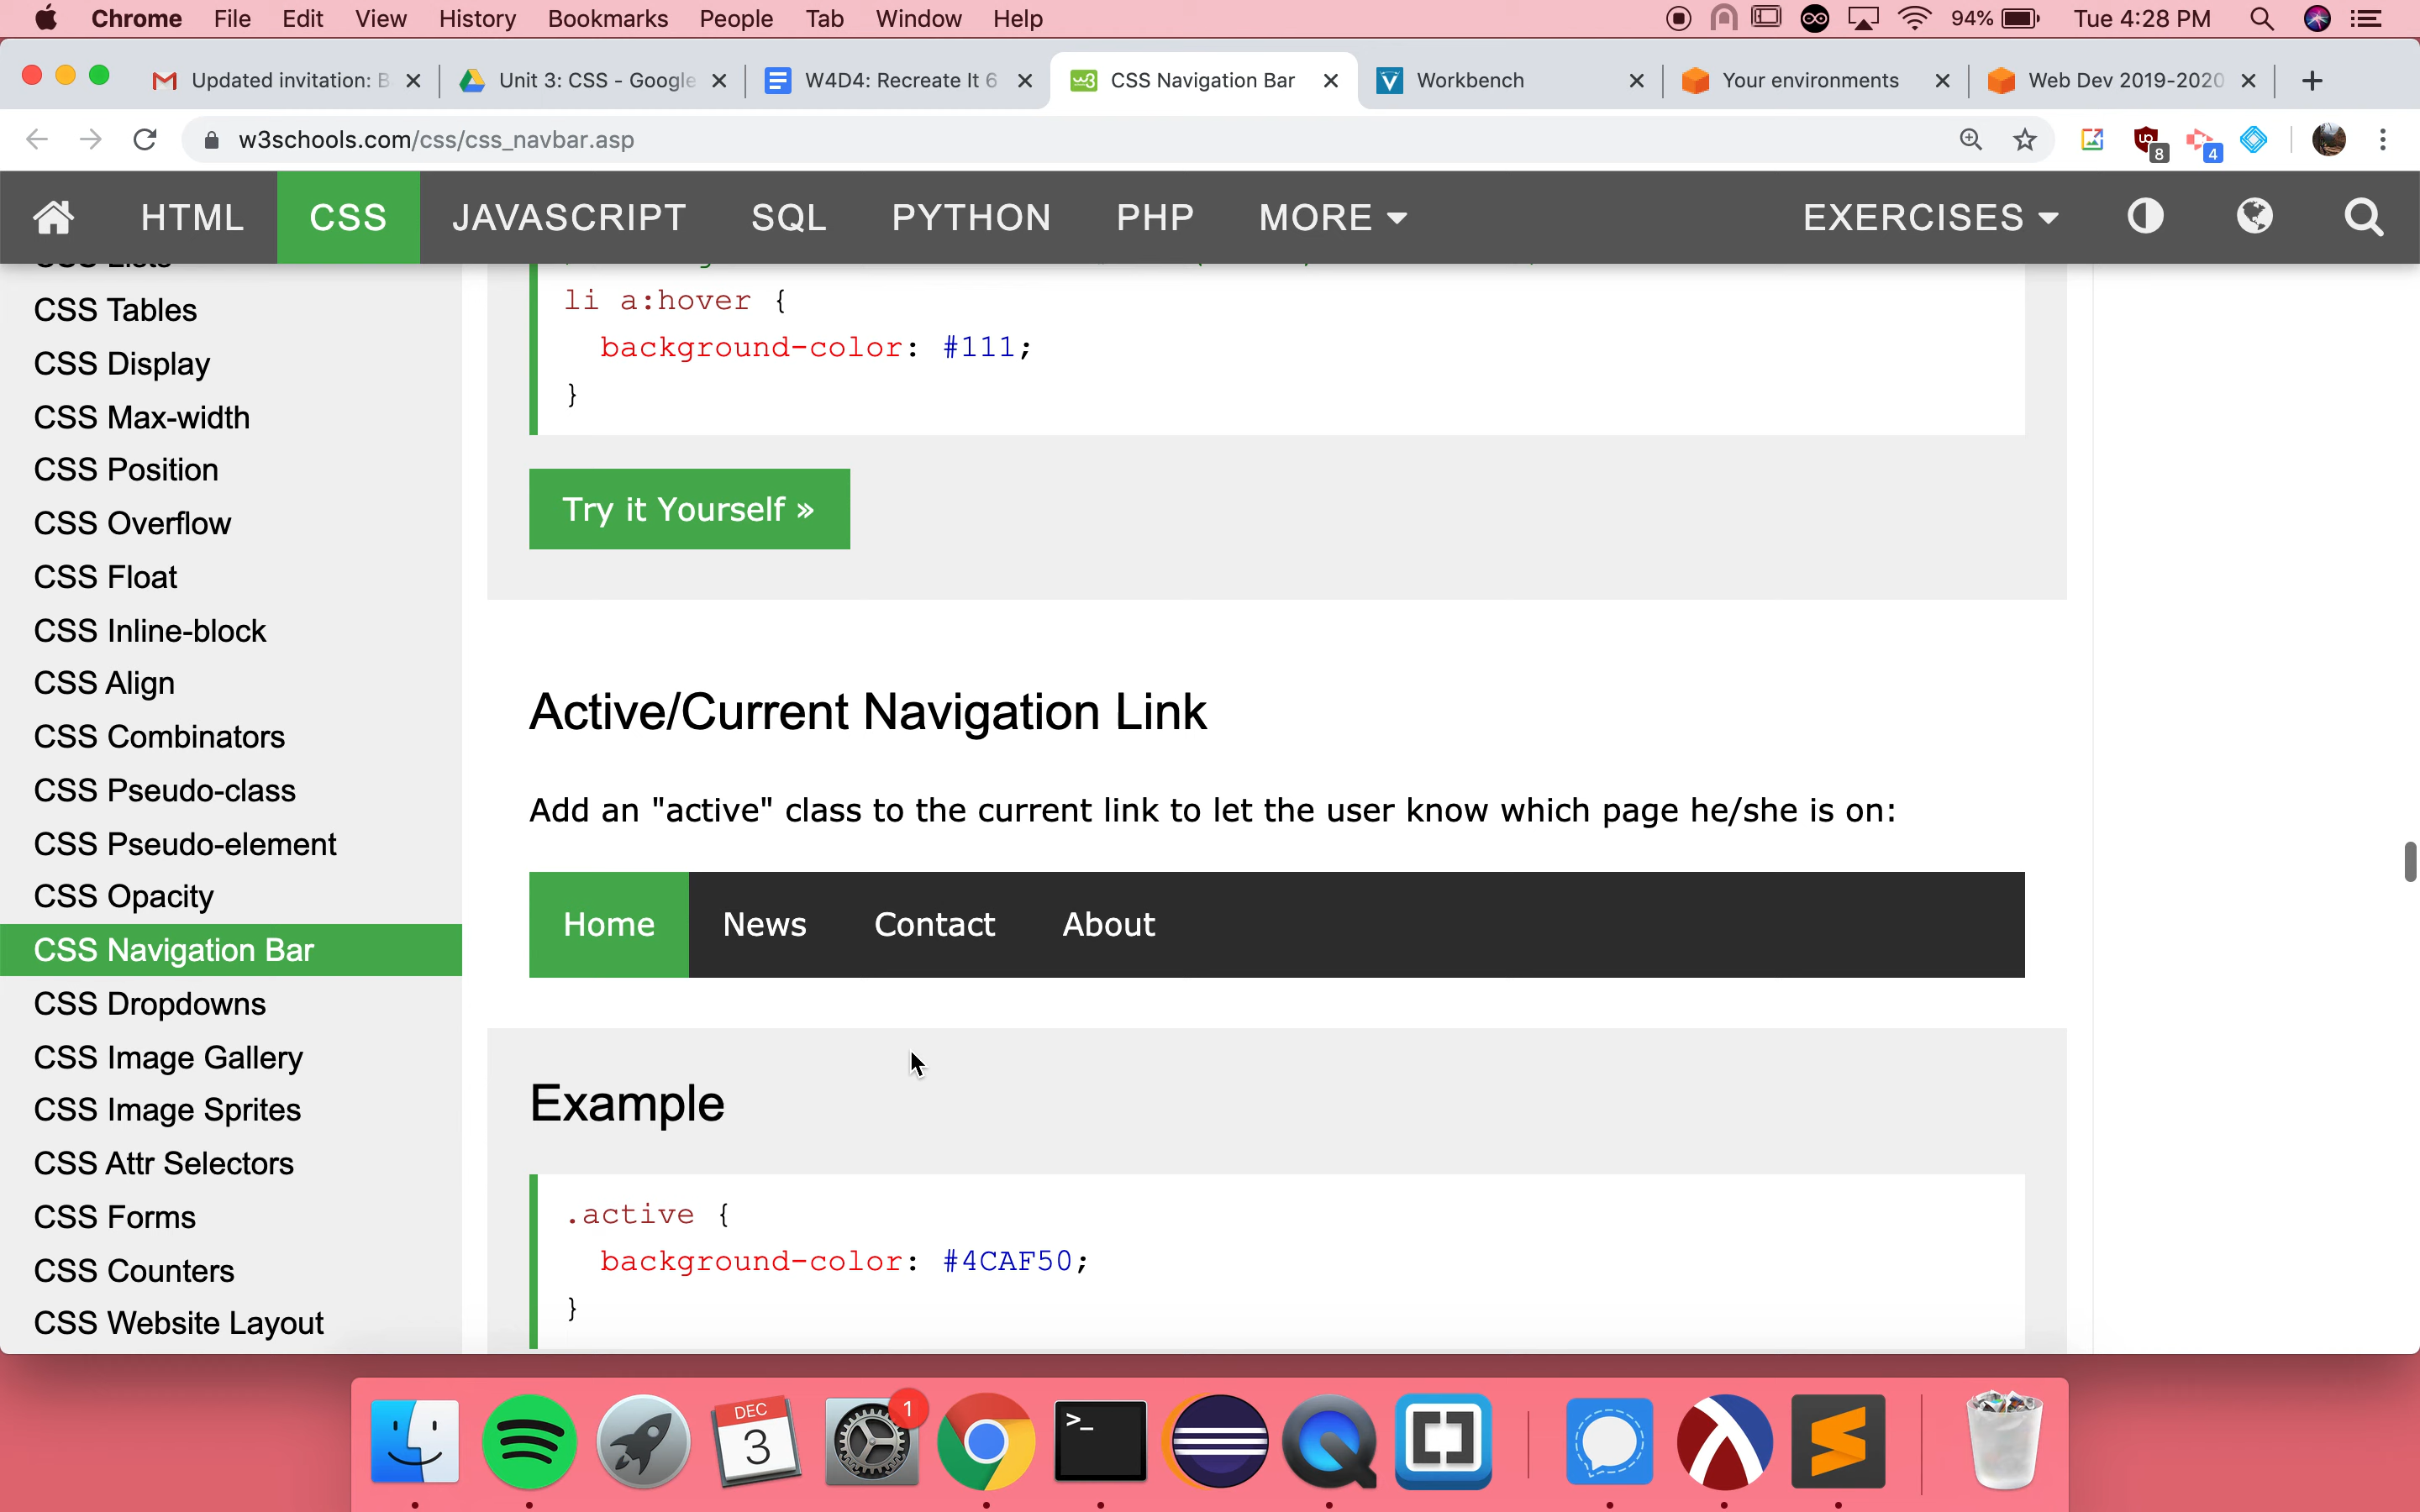 Chrome File Edit View History Bookmarks People Tab Window Help 94% Tue 4:28 PM
Updated invitation: B Unit 3: CSS - Google W4D4: Recreate It 6 CSS Navigation Bar Workbench Your environments Web Dev 2019-2020
w3schools.com/css/css_navbar.asp 8 4
HTML CSS JAVASCRIPT SQL PYTHON PHP MORE EXERCISES
CSS Tables
CSS Display
CSS Max-width
CSS Position
CSS Overflow
CSS Float
CSS Inline-block
CSS Align
CSS Combinators
CSS Pseudo-class
CSS Pseudo-element
CSS Opacity
CSS Navigation Bar
CSS Dropdowns
CSS Image Gallery
CSS Image Sprites
CSS Attr Selectors
CSS Forms
CSS Counters
CSS Website Layout
li a:hover {
background-color: #111;
}
Try it Yourself »
Active/Current Navigation Link
Add an "active" class to the current link to let the user know which page he/she is on:
Home News Contact About
Example
.active {
background-color: #4CAF50;
}
DEC
3
1
>_